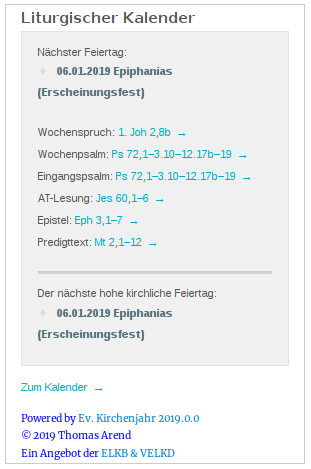 Liturgischer Kalender
Nächster Feiertag:
♦ 06.01.2019 Epiphanias
(Erscheinungsfest)
Wochenspruch: 1. Joh 2,8b →
Wochenpsalm: Ps 72,1–3.10–12.17b–19 →
Eingangspsalm: Ps 72,1–3.10–12.17b–19 →
AT-Lesung: Jes 60,1–6 →
Epistel: Eph 3,1–7 →
Predigttext: Mt 2,1–12 →
Der nächste hohe kirchliche Feiertag:
♦ 06.01.2019 Epiphanias
(Erscheinungsfest)
Zum Kalender →
Powered by Ev. Kirchenjahr 2019.0.0
© 2019 Thomas Arend
Ein Angebot der ELKB & VELKD